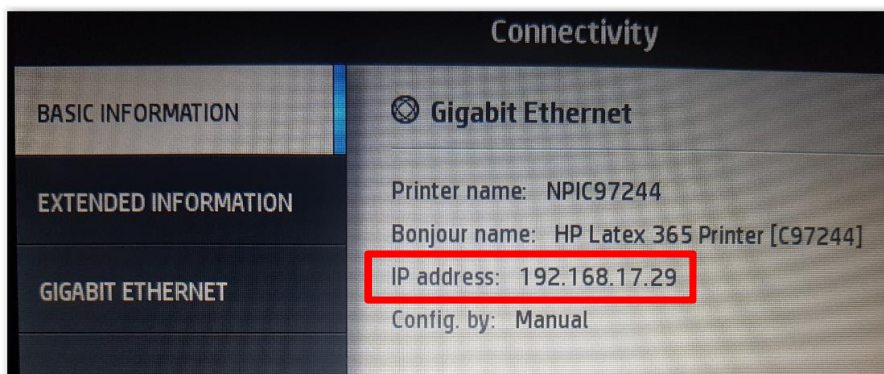 Connectivity
BASIC INFORMATION
EXTENDED INFORMATION
GIGABIT ETHERNET
Gigabit Ethernet
Printer name: NPIC97244
Bonjour name: HP Latex 365 Printer [C97244]
IP address: 192.168.17.29
Config. by: Manual